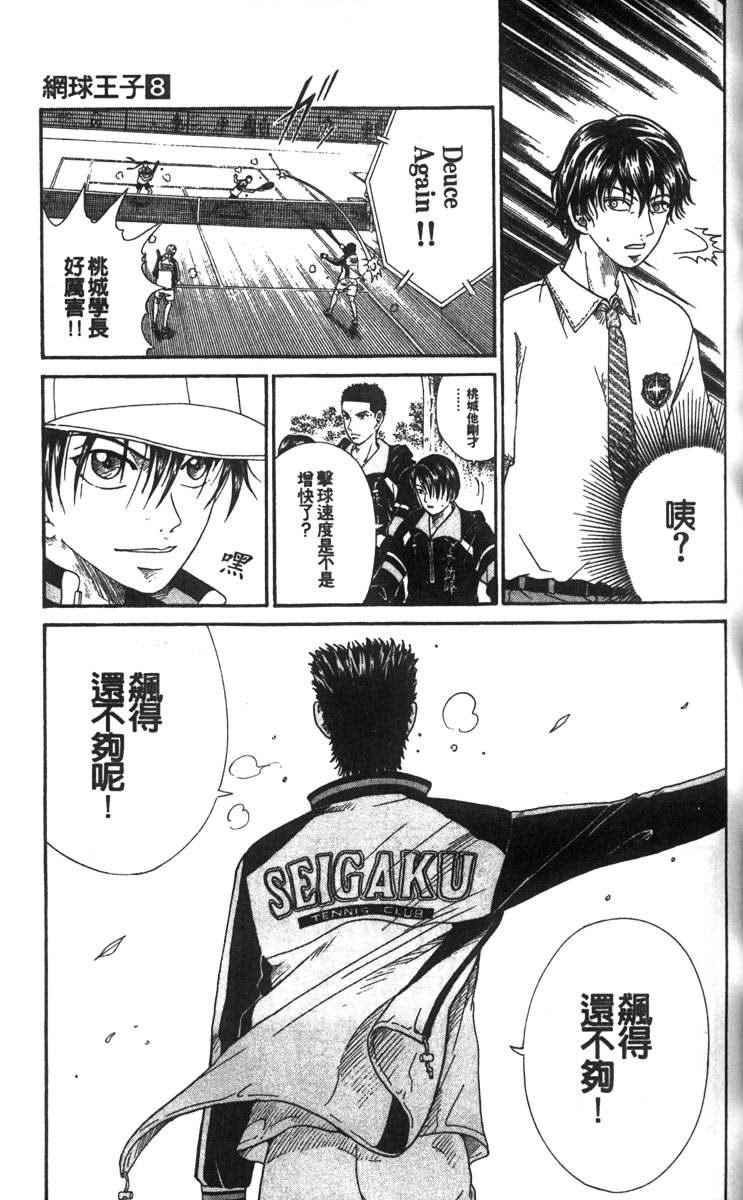 網球王子8
咦？
Deuce
Again!!
桃城學長
好厲害!!
桃城他剛才
……
擊球速度是不是
增快了？
嘿
飆得
還不夠！
飆得
還不夠呢！
SEIGAKU
TENNIS CLUB